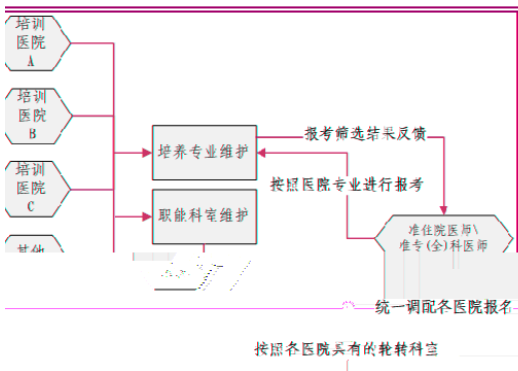 培训
医院
A
培训
医院
B
培训
医院
C
其他
培养专业维护
职能科室维护
报考筛选结果反馈
按照医院专业进行报考
准住院医师\
准专(全)科医师
统一调配各医院报名
按照各医院具有的轮转科室